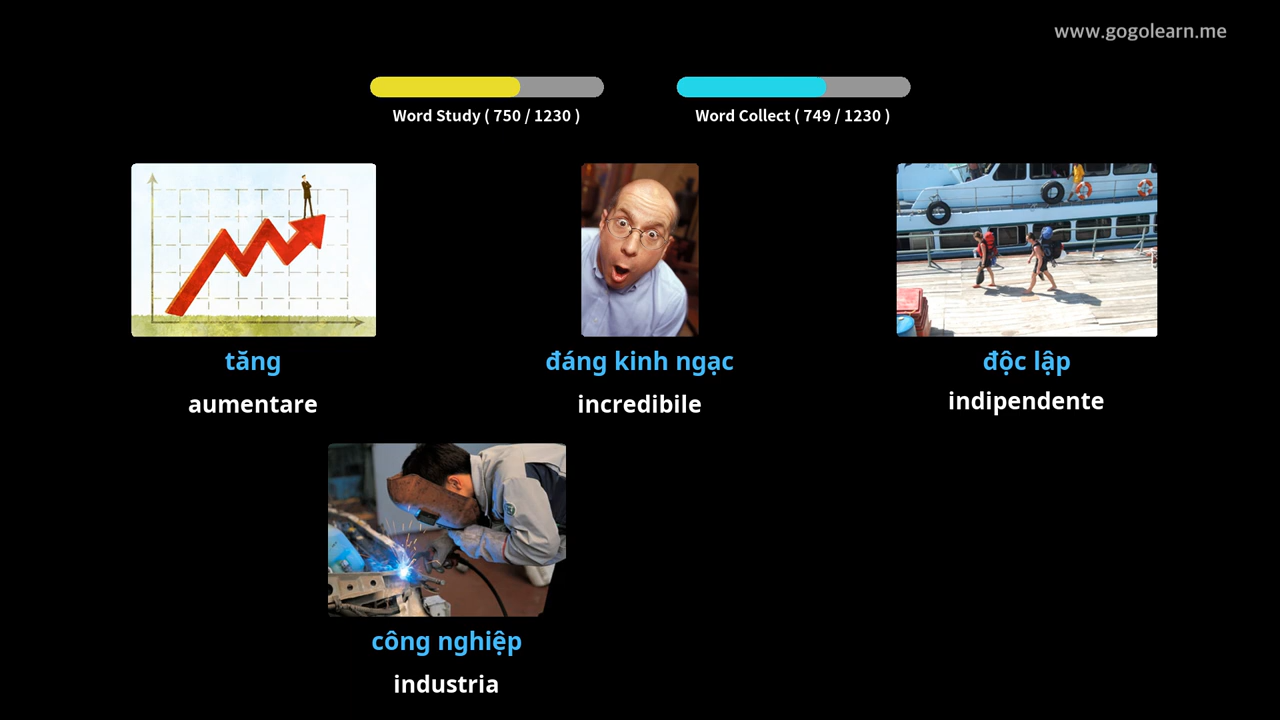 www.gogolearn.me
Word Study ( 750 / 1230 )
Word Collect ( 749 / 1230 )
tăng
aumentare
đáng kinh ngạc
incredibile
độc lập
indipendente
công nghiệp
industria